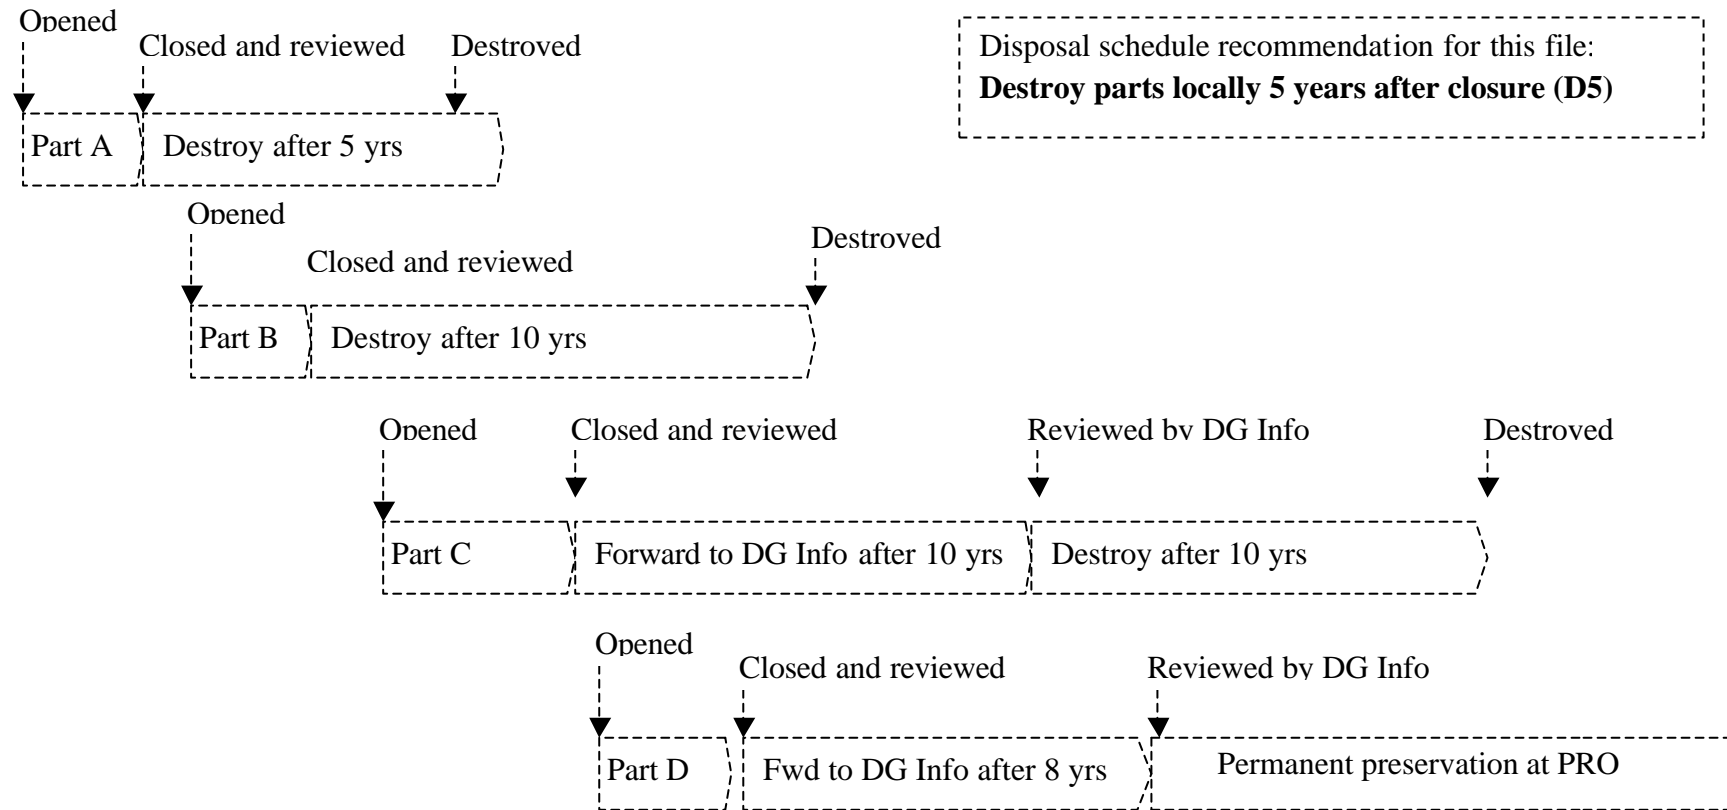 Opened
Closed and reviewed
Destroyed
Disposal schedule recommendation for this file:
Destroy parts locally 5 years after closure (D5)
Part A
Destroy after 5 yrs
Opened
Closed and reviewed
Destroyed
Part B
Destroy after 10 yrs
Opened
Closed and reviewed
Reviewed by DG Info
Destroyed
Part C
Forward to DG Info after 10 yrs
Destroy after 10 yrs
Opened
Closed and reviewed
Reviewed by DG Info
Part D
Fwd to DG Info after 8 yrs
Permanent preservation at PRO